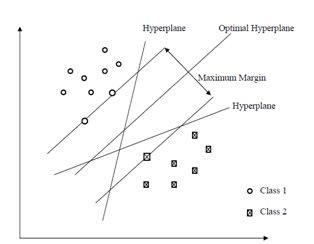 Hyperplane
Optimal Hyperplane
Maximum Margin
Hyperplane
Class 1
Class 2